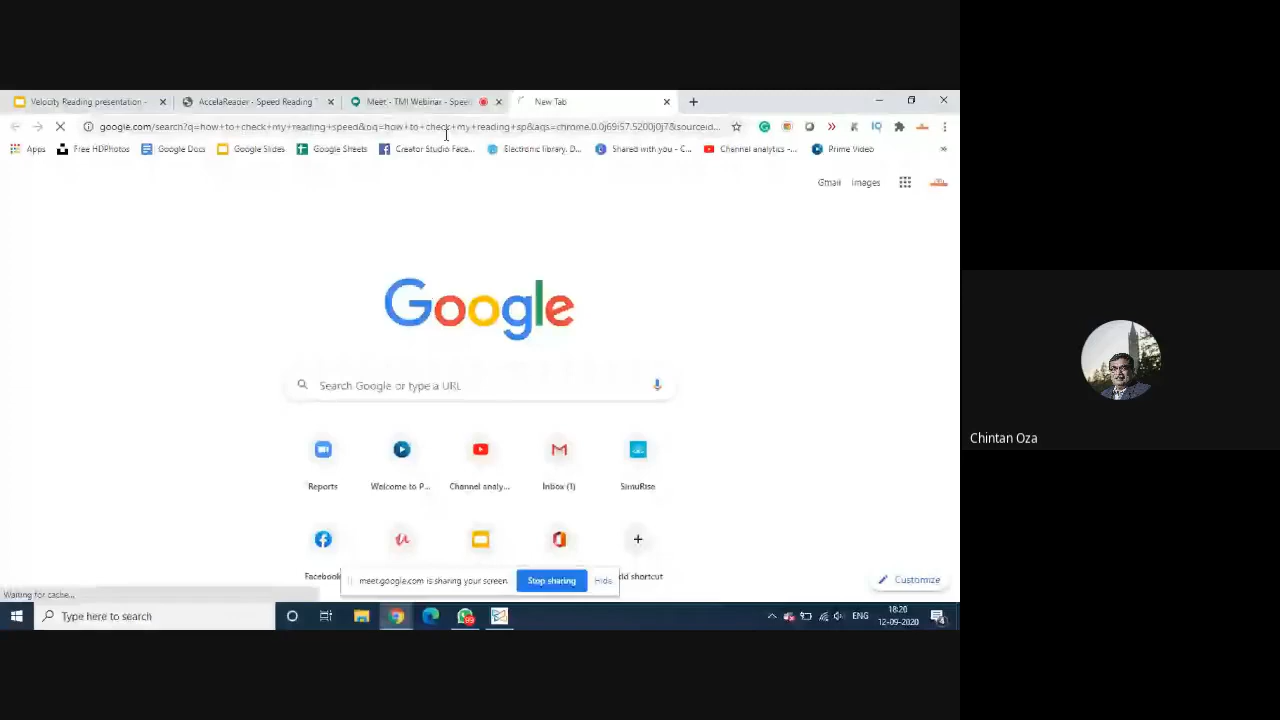 Velocity Reading presentation -
AccelaReader - Speed Reading T
Meet - TMI Webinar - Speed
New Tab
google.com/search?q=how+to+check+my+reading+speed&oq=how+to+check+my+reading+sp&aqs=chrome.0.0j69i57.5200j0j7&sourceid...
Apps
Free HDPhotos
Google Docs
Google Slides
Google Sheets
Creator Studio Face...
Electronic library. D...
Shared with you - C...
Channel analytics -...
Prime Video
Gmail
Images
Google
Search Google or type a URL
Reports
Welcome to P...
Channel analy...
Inbox (1)
SimuRise
Facebook
dd shortcut
meet.google.com is sharing your screen.
Stop sharing
Hide
Customize
Waiting for cache...
Type here to search
ENG
18:20
12-09-2020
Chintan Oza